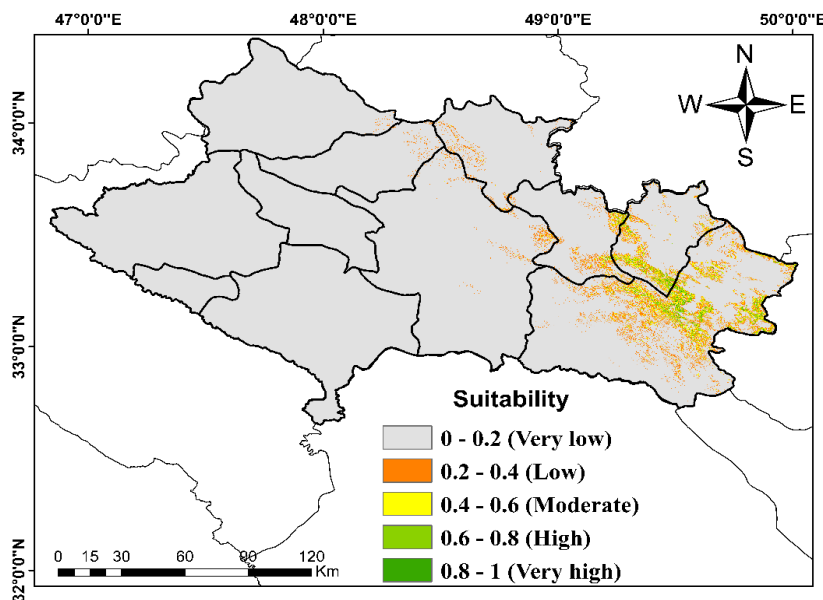 47°0'0"E 48°0'0"E 49°0'0"E 50°0'0"E
N
W E
S
34°0'0"N
33°0'0"N
32°0'0"N
Suitability
0 - 0.2 (Very low)
0.2 - 0.4 (Low)
0.4 - 0.6 (Moderate)
0.6 - 0.8 (High)
0.8 - 1 (Very high)
0 15 30 60 90 120
Km